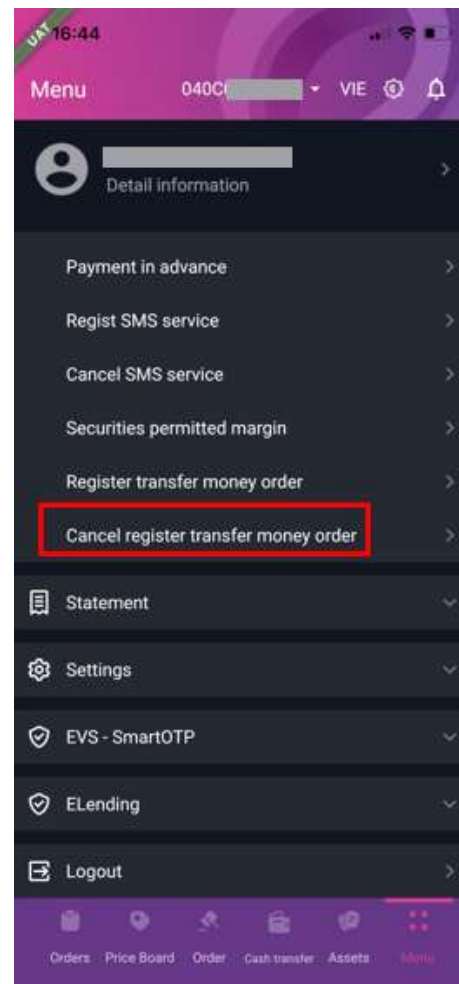 UAT
16:44
Menu
040C
VIE
Detail information
Payment in advance
Regist SMS service
Cancel SMS service
Securities permitted margin
Register transfer money order
Cancel register transfer money order
Statement
Settings
EVS - SmartOTP
ELending
Logout
Orders Price Board Order Cash transfer Assets Menu